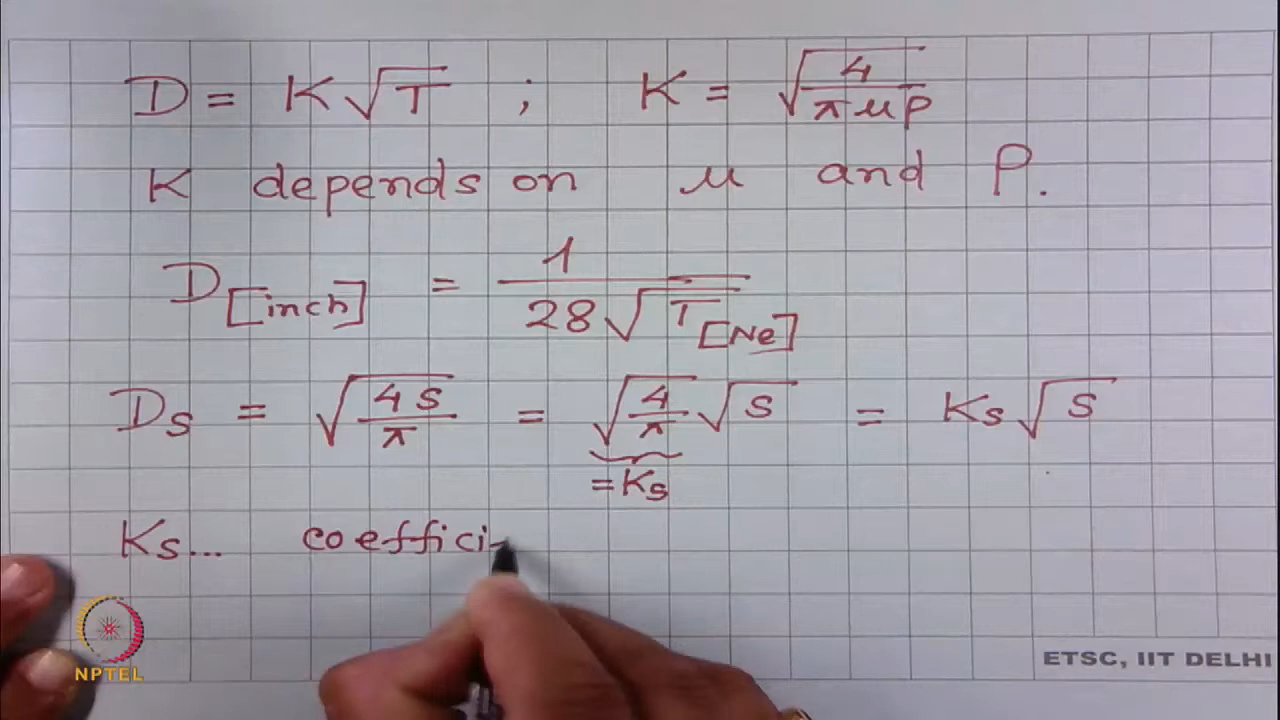 D = K√T ; K = √(4/πμρ)
K depends on μ and ρ.
D[inch] = 1/28√T[Ne]
Ds = √(4s/π) = √(4/π) √s = Ks √s
= Ks
Ks... coeffici
NPTEL
ETSC, IIT DELHI